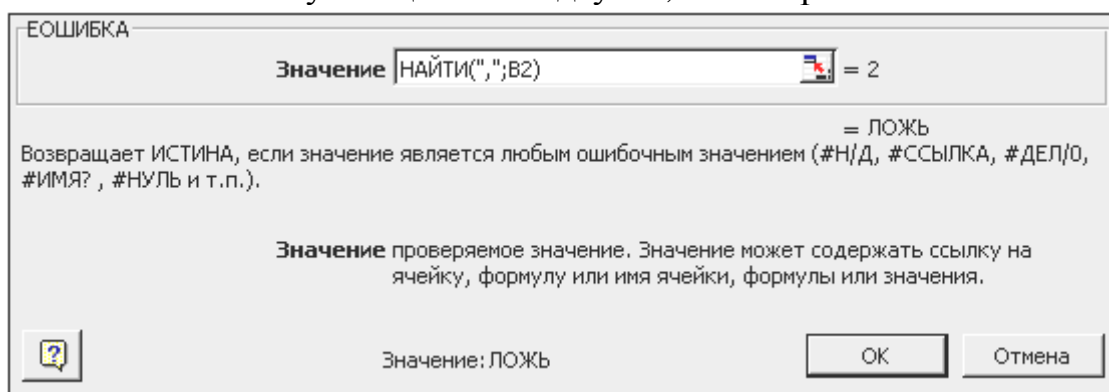 ЕОШИБКА
Значение НАЙТИ(",";B2) = 2
= ЛОЖЬ
Возвращает ИСТИНА, если значение является любым ошибочным значением (#Н/Д, #ССЫЛКА, #ДЕЛ/0,
#ИМЯ? , #НУЛЬ и т.п.).
Значение проверяемое значение. Значение может содержать ссылку на
ячейку, формулу или имя ячейки, формулы или значения.
Значение:ЛОЖЬ
ОК
Отмена